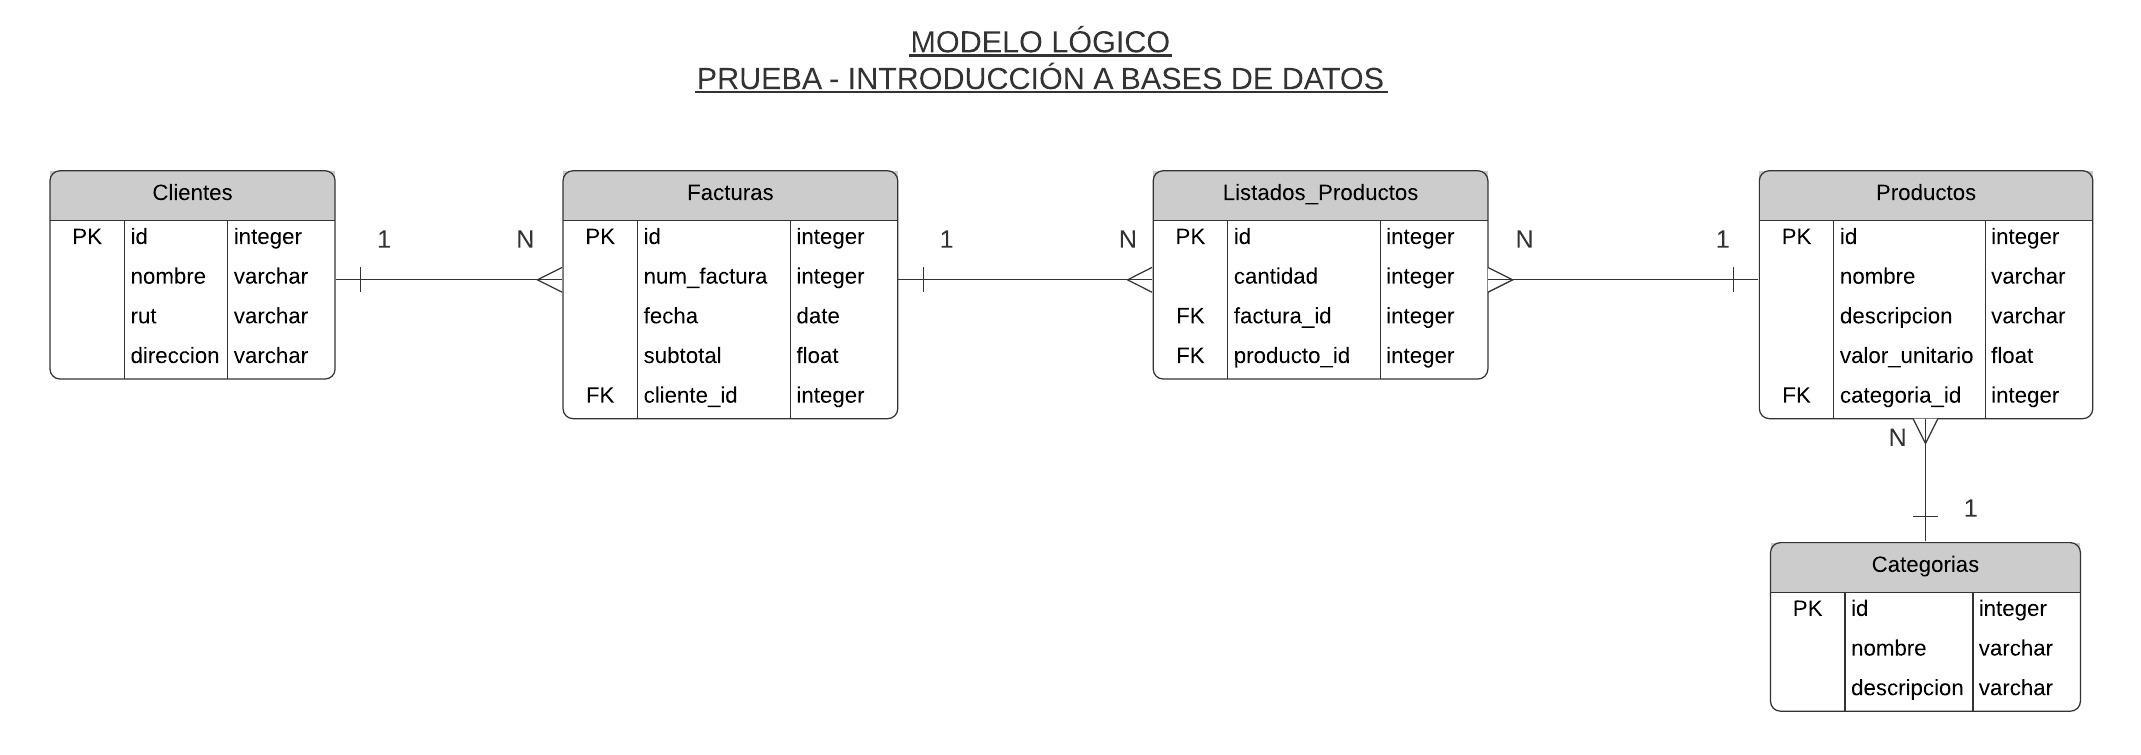 MODELO LÓGICO
PRUEBA - INTRODUCCIÓN A BASES DE DATOS
Clientes
PK id integer
nombre varchar
rut varchar
direccion varchar
1 N
Facturas
PK id integer
num_factura integer
fecha date
subtotal float
FK cliente_id integer
1 N
Listados_Productos
PK id integer
cantidad integer
FK factura_id integer
FK producto_id integer
N 1
Productos
PK id integer
nombre varchar
descripcion varchar
valor_unitario float
FK categoria_id integer
N
1
Categorias
PK id integer
nombre varchar
descripcion varchar